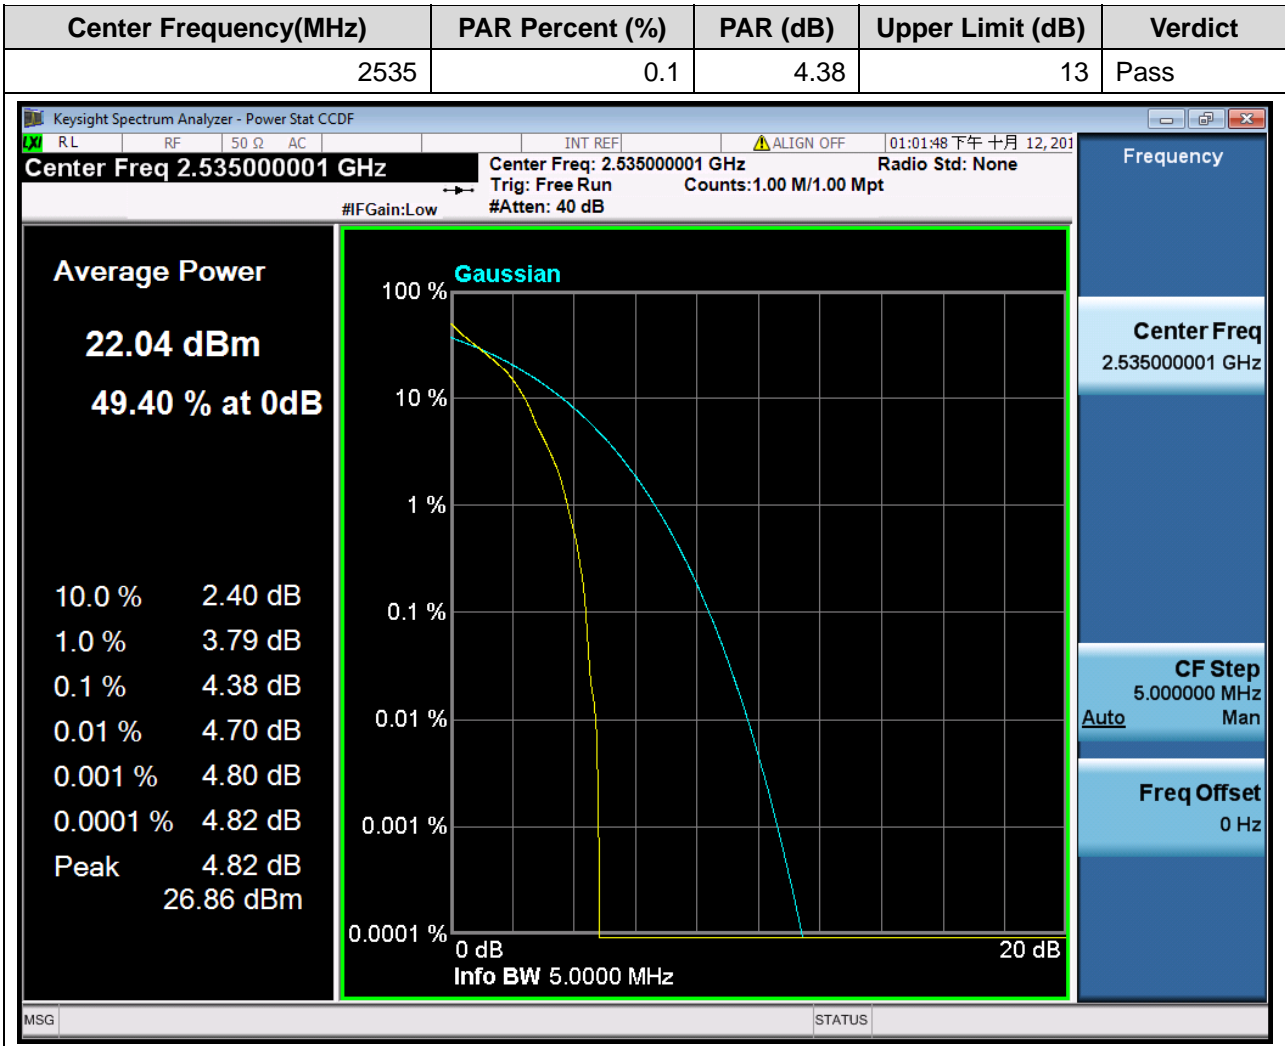 Center Frequency(MHz) PAR Percent (%) PAR (dB) Upper Limit (dB) Verdict
2535 0.1 4.38 13 Pass
Keysight Spectrum Analyzer - Power Stat CCDF
LXI RL RF 50 Ω AC INT REF ALIGN OFF 01:01:48 下午 十月 12, 201
Center Freq 2.535000001 GHz
Center Freq: 2.535000001 GHz Radio Std: None
Trig: Free Run Counts:1.00 M/1.00 Mpt
#IFGain:Low #Atten: 40 dB
Average Power
22.04 dBm
49.40 % at 0dB
10.0 % 2.40 dB
1.0 % 3.79 dB
0.1 % 4.38 dB
0.01 % 4.70 dB
0.001 % 4.80 dB
0.0001 % 4.82 dB
Peak 4.82 dB
26.86 dBm
Gaussian
100 %
10 %
1 %
0.1 %
0.01 %
0.001 %
0.0001 %
0 dB 20 dB
Info BW 5.0000 MHz
Frequency
Center Freq
2.535000001 GHz
CF Step
5.000000 MHz
Auto Man
Freq Offset
0 Hz
MSG STATUS